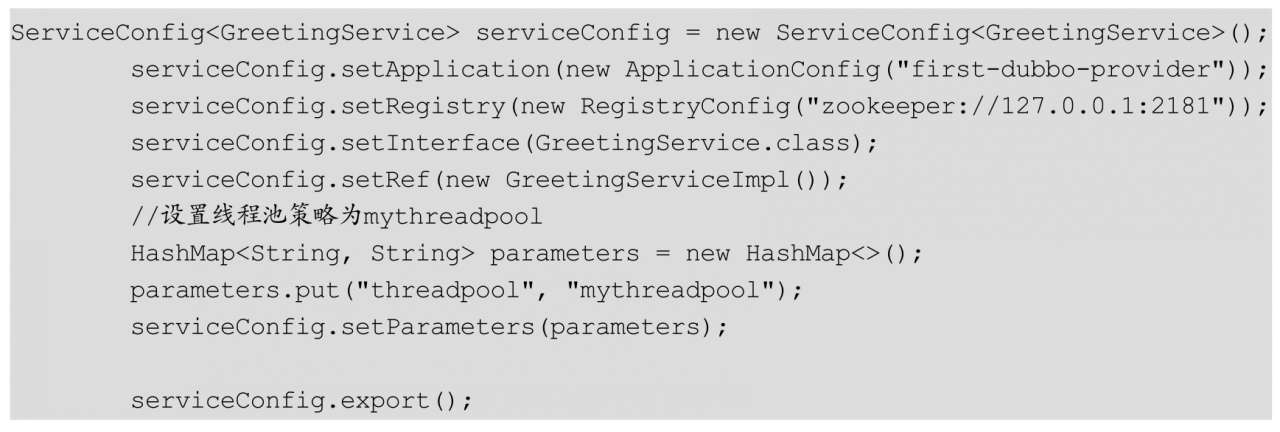 ServiceConfig<GreetingService> serviceConfig = new ServiceConfig<GreetingService>();
serviceConfig.setApplication(new ApplicationConfig("first-dubbo-provider"));
serviceConfig.setRegistry(new RegistryConfig("zookeeper://127.0.0.1:2181"));
serviceConfig.setInterface(GreetingService.class);
serviceConfig.setRef(new GreetingServiceImpl());
//设置线程池策略为mythreadpool
HashMap<String, String> parameters = new HashMap<>();
parameters.put("threadpool", "mythreadpool");
serviceConfig.setParameters(parameters);
serviceConfig.export();